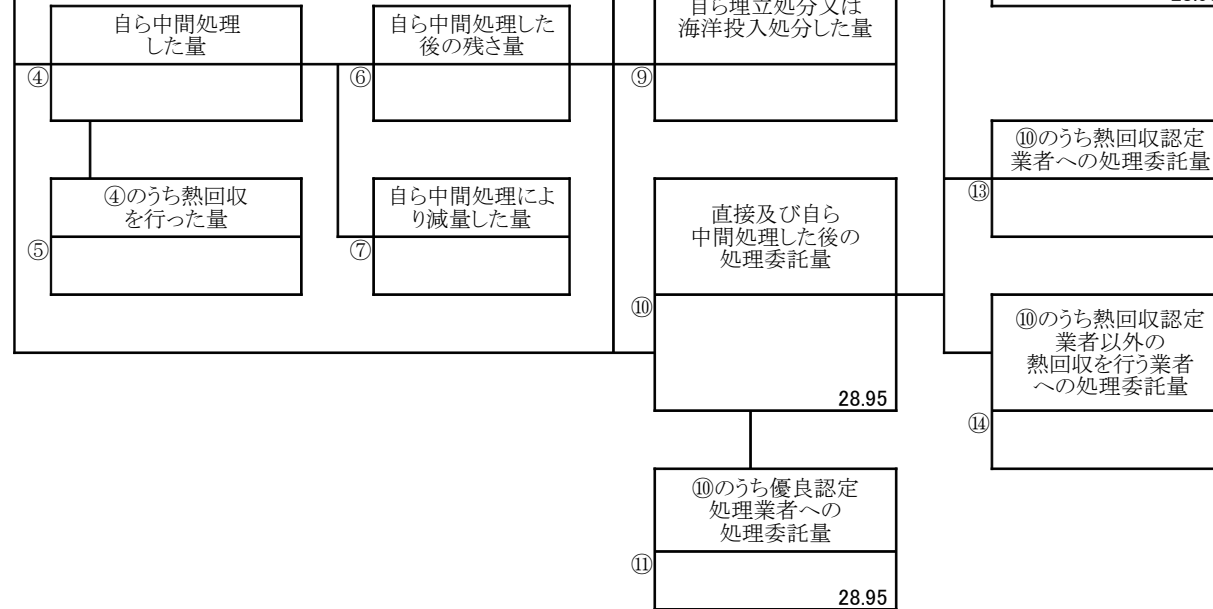 自ら中間処理
した量
④
自ら中間処理した
後の残さ量
⑥
自ら埋立処分又は
海洋投入処分した量
⑨
④のうち熱回収
を行った量
⑤
自ら中間処理によ
り減量した量
⑦
直接及び自ら
中間処理した後の
処理委託量
⑩
28.95
⑩のうち優良認定
処理業者への
処理委託量
⑪
28.95
⑩のうち熱回収認定
業者への処理委託量
⑬
⑩のうち熱回収認定
業者以外の
熱回収を行う業者
への処理委託量
⑭